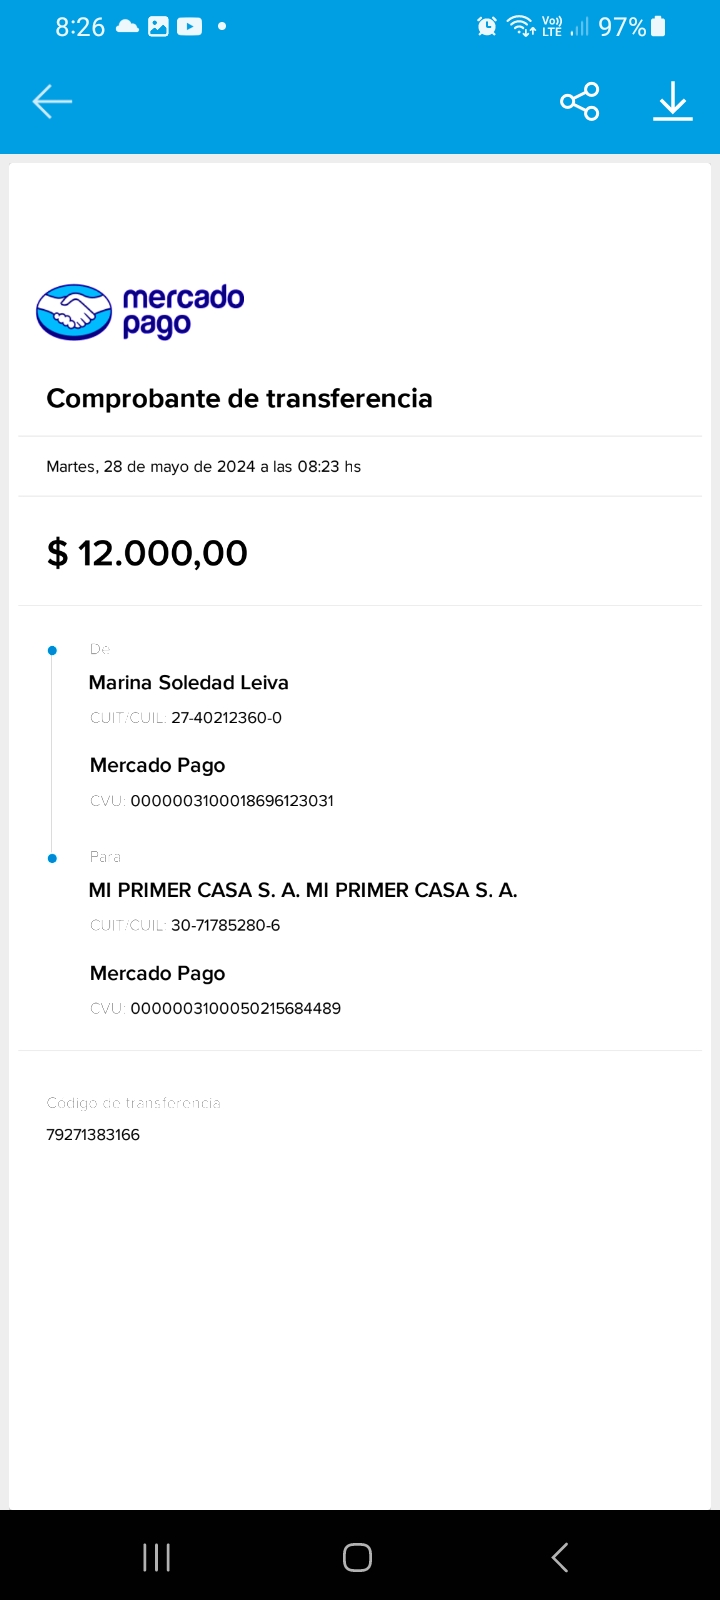 8:26
Vo)) LTE 97%
mercado
pago
Comprobante de transferencia
Martes, 28 de mayo de 2024 a las 08:23 hs
$ 12.000,00
De
Marina Soledad Leiva
CUIT/CUIL: 27-40212360-0
Mercado Pago
CVU: 0000003100018696123031
Para
MI PRIMER CASA S. A. MI PRIMER CASA S. A.
CUIT/CUIL: 30-71785280-6
Mercado Pago
CVU: 0000003100050215684489
Codigo de transferencia
79271383166